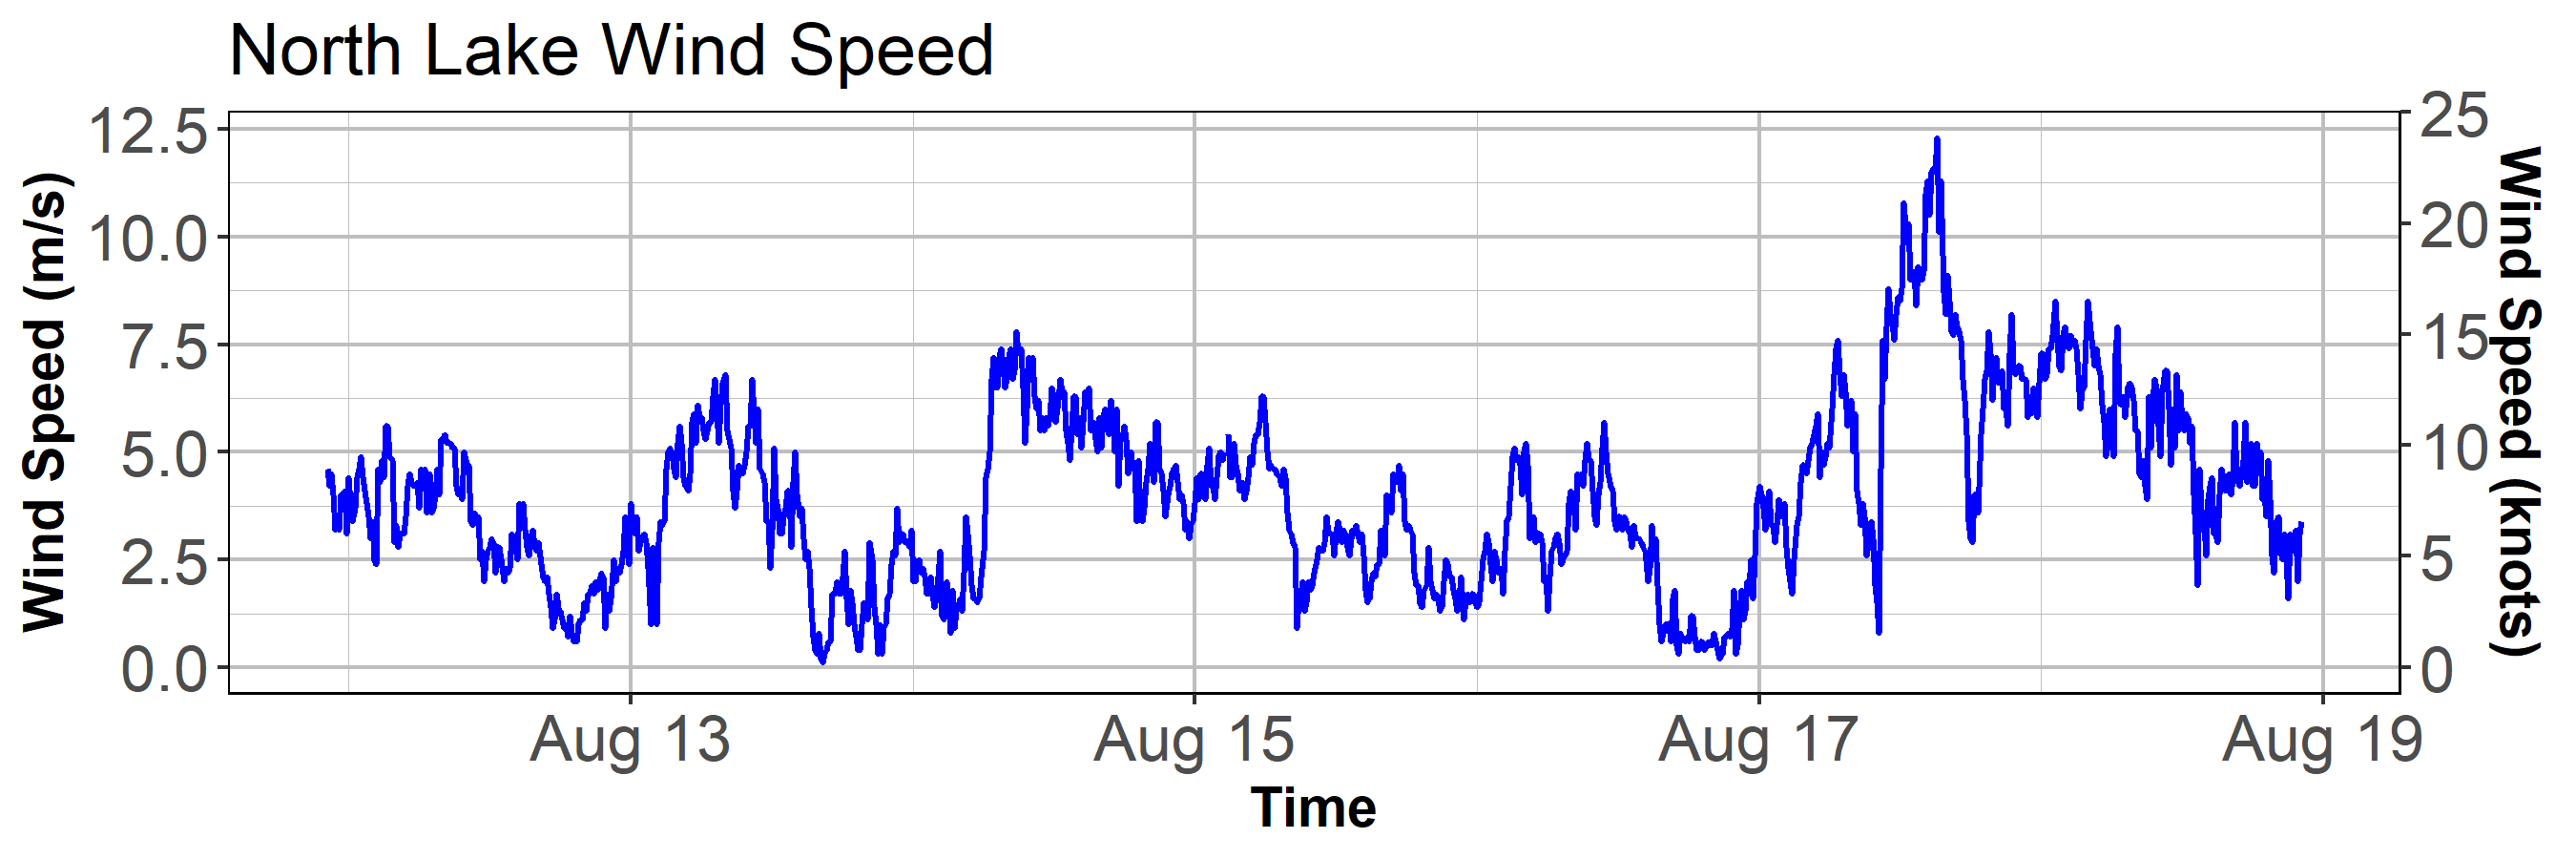 North Lake Wind Speed
Wind Speed (m/s)
12.5
10.0
7.5
5.0
2.5
0.0
25
20
15
10
5
0
Wind Speed (knots)
Aug 13 Aug 15 Aug 17 Aug 19
Time